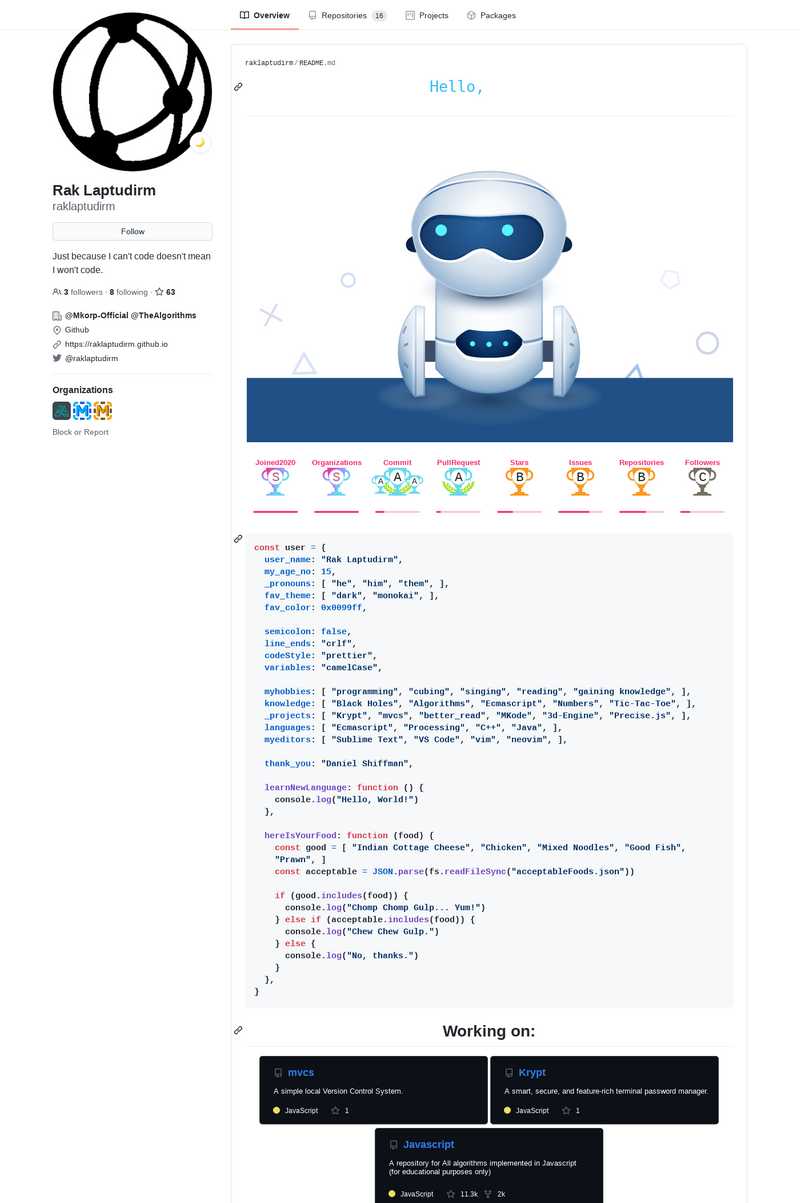 Overview Repositories 16 Projects Packages
Rak Laptudirm
raklaptudirm
Follow
Just because I can't code doesn't mean
I won't code.
3 followers · 8 following · 63
@Mkorp-Official @TheAlgorithms
Github
https://raklaptudirm.github.io
@raklaptudirm
Organizations
Block or Report
raklaptudirm/README.md
Hello,
Joined2020 Organizations Commit PullRequest Stars Issues Repositories Followers
S S A A A A B B B C
const user = {
  user_name: "Rak Laptudirm",
  my_age_no: 15,
  _pronouns: [ "he", "him", "them", ],
  fav_theme: [ "dark", "monokai", ],
  fav_color: 0x0099ff,
  semicolon: false,
  line_ends: "crlf",
  codeStyle: "prettier",
  variables: "camelCase",
  myhobbies: [ "programming", "cubing", "singing", "reading", "gaining knowledge", ],
  knowledge: [ "Black Holes", "Algorithms", "Ecmascript", "Numbers", "Tic-Tac-Toe", ],
  _projects: [ "Krypt", "mvcs", "better_read", "MKode", "3d-Engine", "Precise.js", ],
  languages: [ "Ecmascript", "Processing", "C++", "Java", ],
  myeditors: [ "Sublime Text", "VS Code", "vim", "neovim", ],
  thank_you: "Daniel Shiffman",
  learnNewLanguage: function () {
    console.log("Hello, World!")
  },
  hereIsYourFood: function (food) {
    const good = [ "Indian Cottage Cheese", "Chicken", "Mixed Noodles", "Good Fish",
    "Prawn", ]
    const acceptable = JSON.parse(fs.readFileSync("acceptableFoods.json"))
    if (good.includes(food)) {
      console.log("Chomp Chomp Gulp... Yum!")
    } else if (acceptable.includes(food)) {
      console.log("Chew Chew Gulp.")
    } else {
      console.log("No, thanks.")
    }
  },
}
Working on:
mvcs
A simple local Version Control System.
JavaScript 1
Krypt
A smart, secure, and feature-rich terminal password manager.
JavaScript 1
Javascript
A repository for All algorithms implemented in Javascript
(for educational purposes only)
JavaScript 11.3k 2k